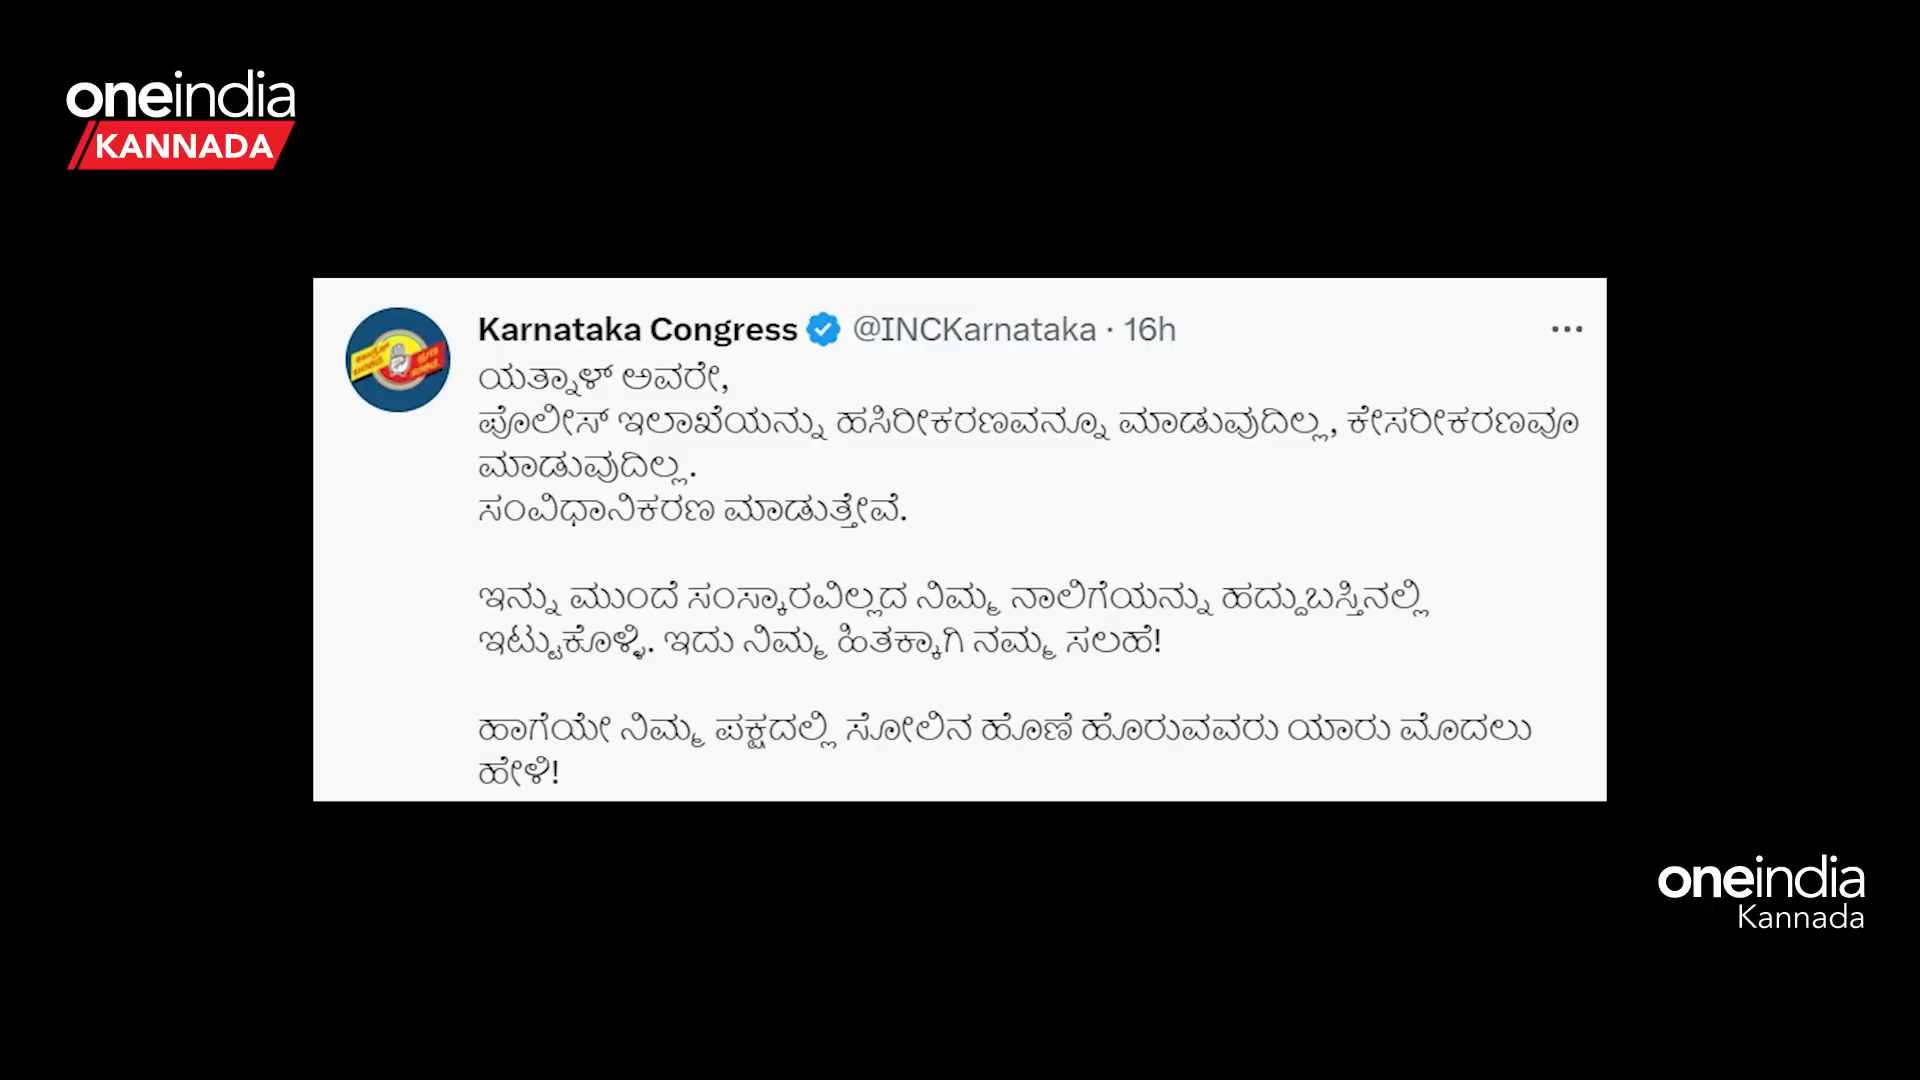 oneindia
KANNADA
Karnataka Congress @INCKarnataka · 16h
ಯತ್ನಾಳ್ ಅವರೇ,
ಪೊಲೀಸ್ ಇಲಾಖೆಯನ್ನು ಹಸಿರೀಕರಣವನ್ನೂ ಮಾಡುವುದಿಲ್ಲ, ಕೇಸರೀಕರಣವೂ
ಮಾಡುವುದಿಲ್ಲ.
ಸಂವಿಧಾನಿಕರಣ ಮಾಡುತ್ತೇವೆ.
ಇನ್ನು ಮುಂದೆ ಸಂಸ್ಕಾರವಿಲ್ಲದ ನಿಮ್ಮ ನಾಲಿಗೆಯನ್ನು ಹದ್ದುಬಸ್ತಿನಲ್ಲಿ
ಇಟ್ಟುಕೊಳ್ಳಿ. ಇದು ನಿಮ್ಮ ಹಿತಕ್ಕಾಗಿ ನಮ್ಮ ಸಲಹೆ!
ಹಾಗೆಯೇ ನಿಮ್ಮ ಪಕ್ಷದಲ್ಲಿ ಸೋಲಿನ ಹೊಣೆ ಹೊರುವವರು ಯಾರು ಮೊದಲು
ಹೇಳಿ!
oneindia
Kannada